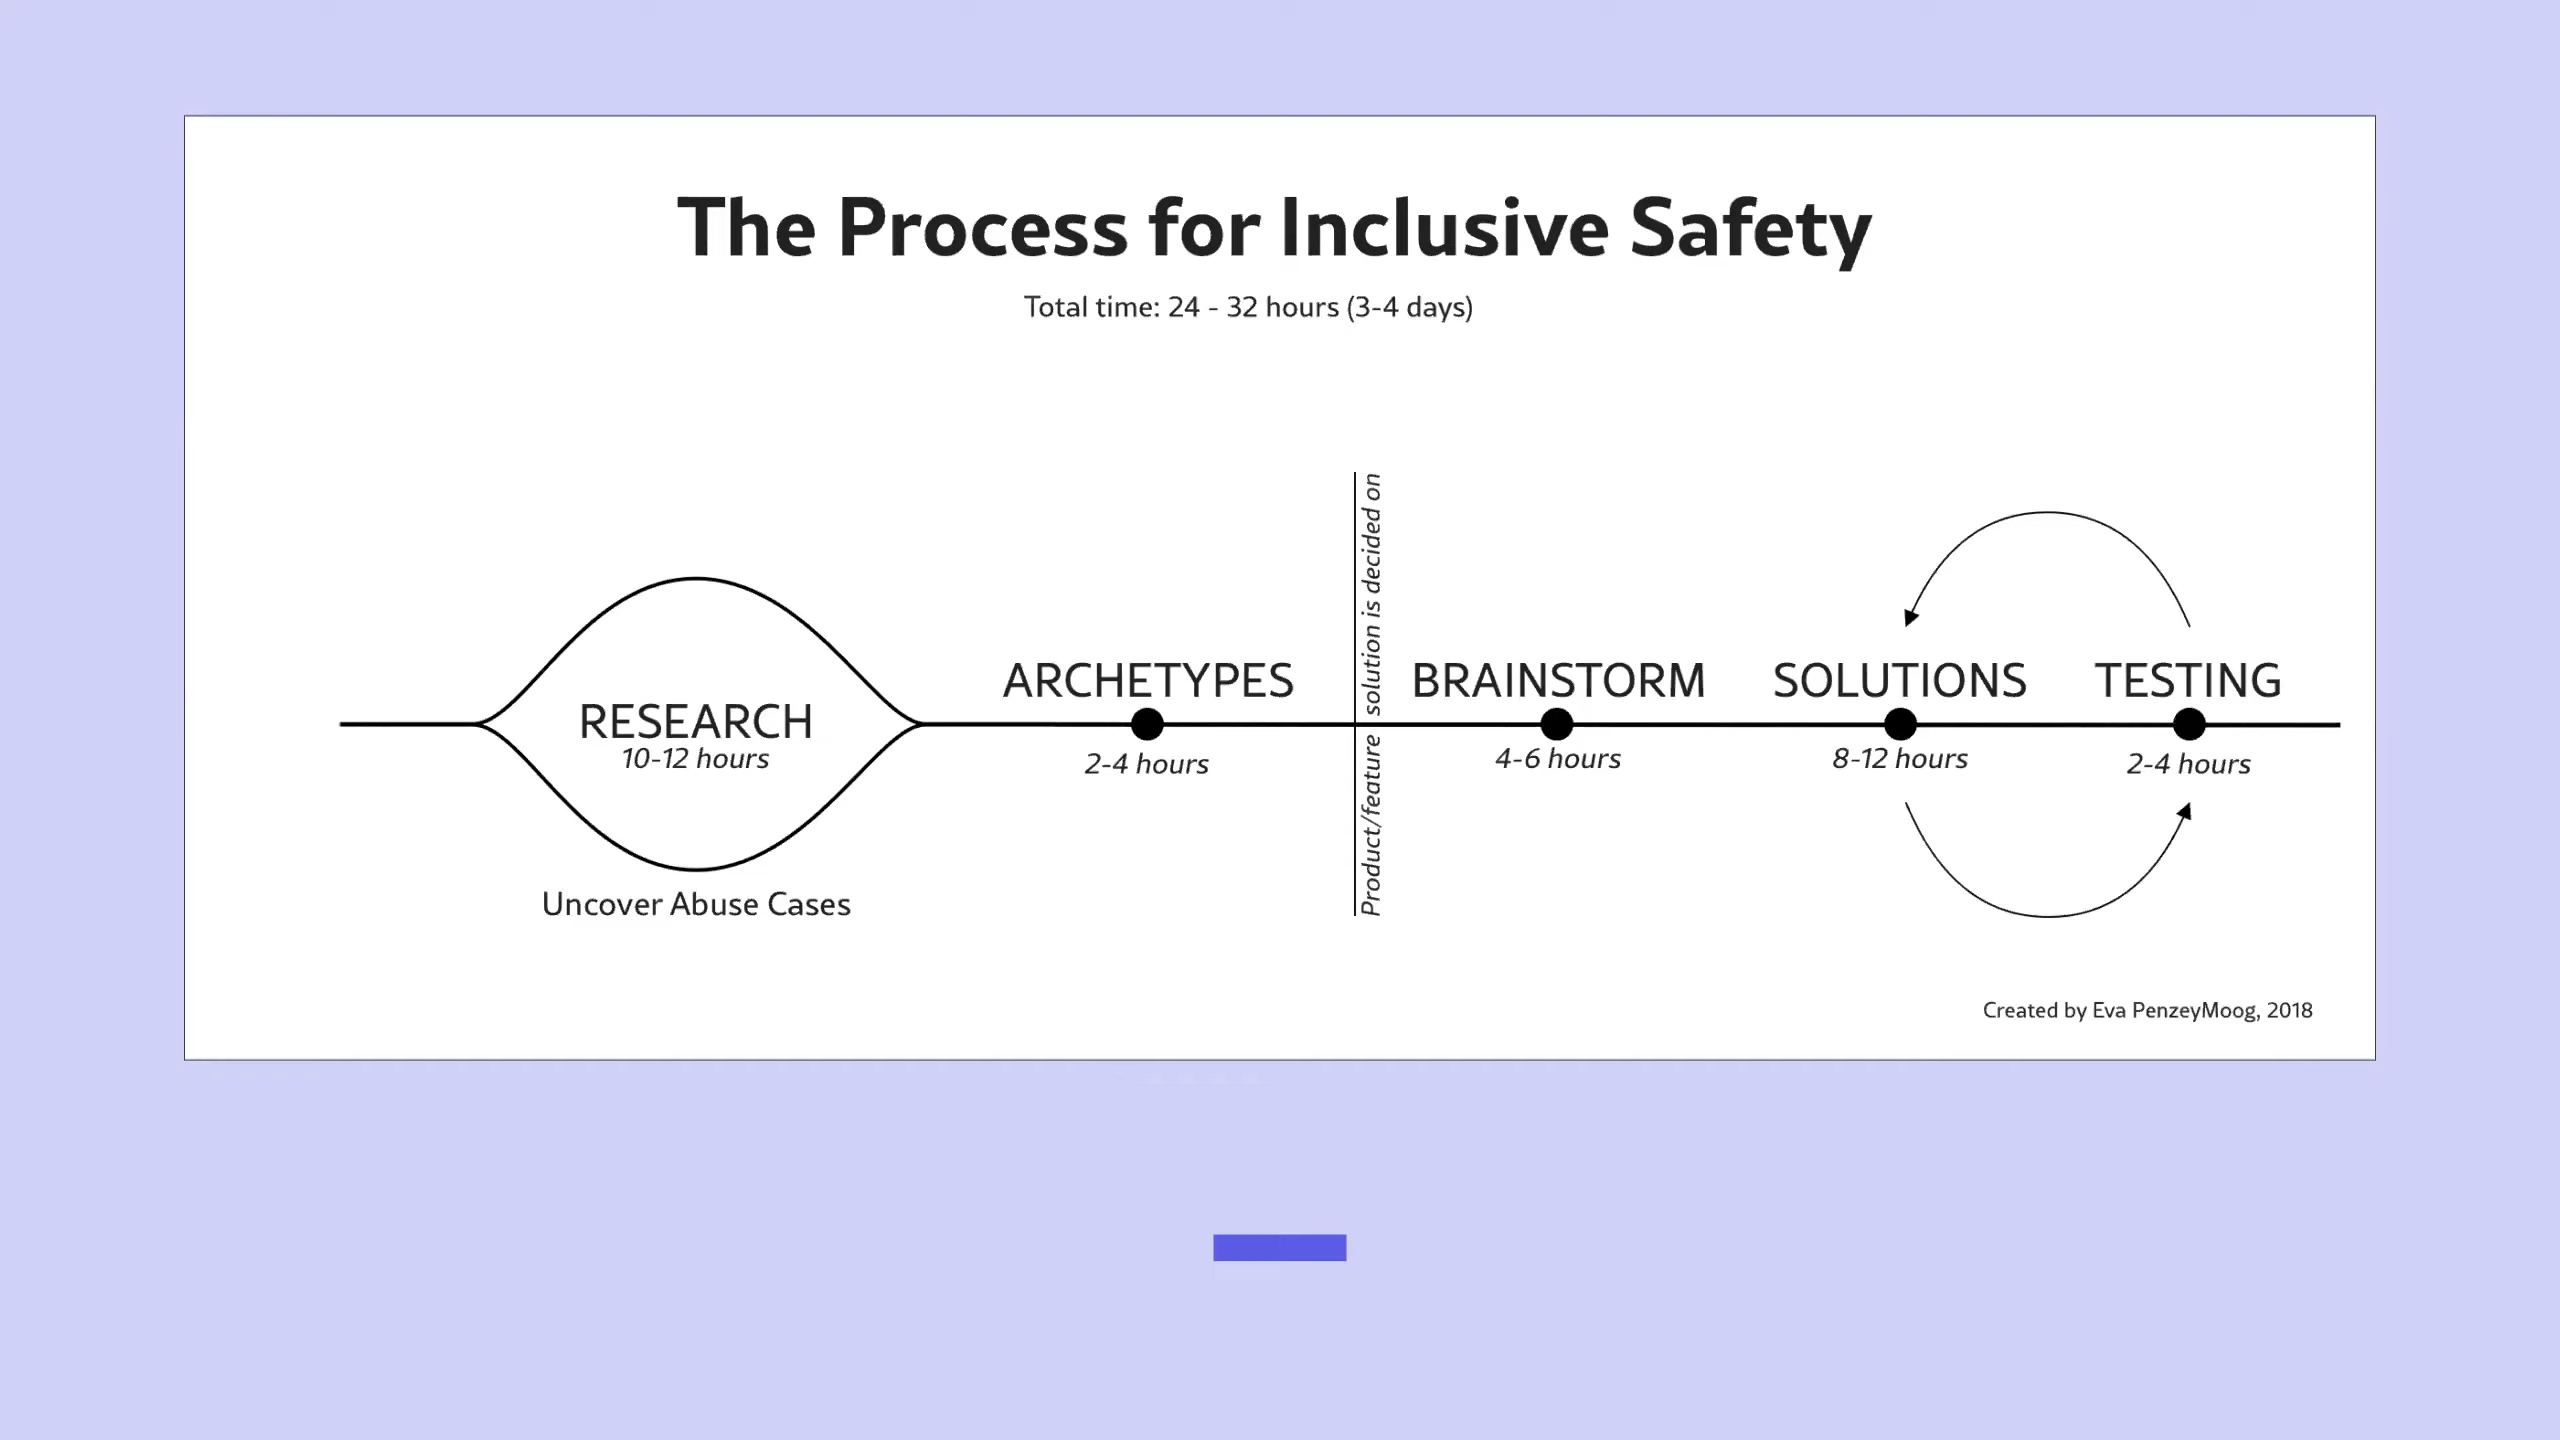 The Process for Inclusive Safety
Total time: 24 - 32 hours (3-4 days)
RESEARCH
10-12 hours
Uncover Abuse Cases
ARCHETYPES
2-4 hours
Product/feature solution is decided on
BRAINSTORM
4-6 hours
SOLUTIONS
8-12 hours
TESTING
2-4 hours
Created by Eva PenzeyMoog, 2018